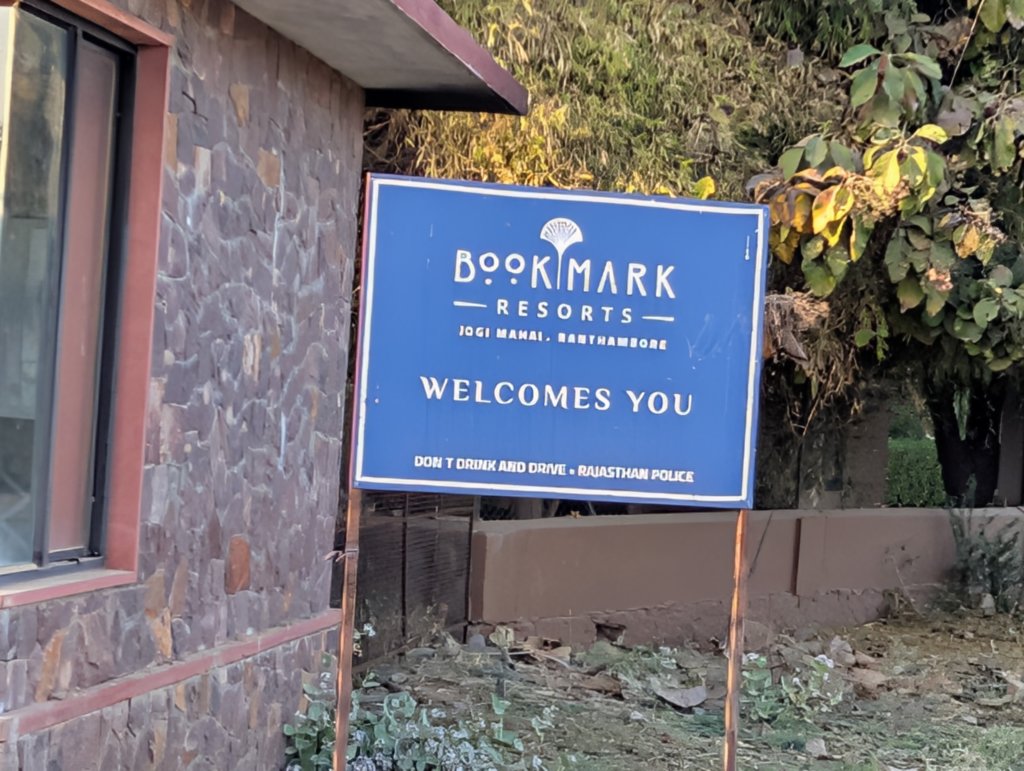 BOOKMARK
RESORTS
JOGI MAHAL, RANTHAMBORE
WELCOMES YOU
DON'T DRINK AND DRIVE • RAJASTHAN POLICE